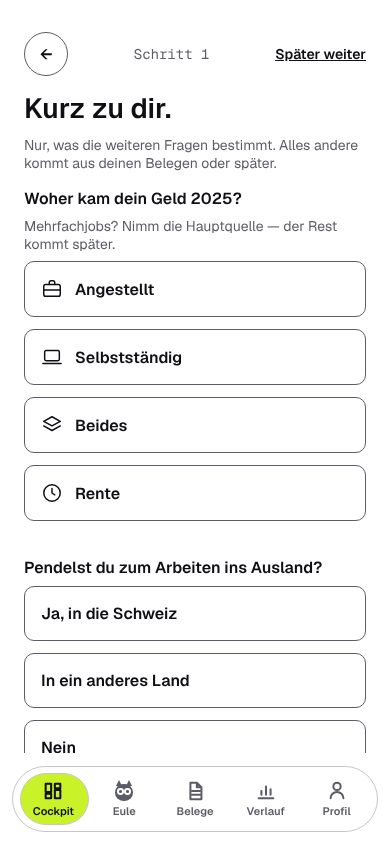 Schritt 1
Später weiter
Kurz zu dir.
Nur, was die weiteren Fragen bestimmt. Alles andere
kommt aus deinen Belegen oder später.
Woher kam dein Geld 2025?
Mehrfachjobs? Nimm die Hauptquelle — der Rest
kommt später.
Angestellt
Selbstständig
Beides
Rente
Pendelst du zum Arbeiten ins Ausland?
Ja, in die Schweiz
In ein anderes Land
Nein
Cockpit
Eule
Belege
Verlauf
Profil